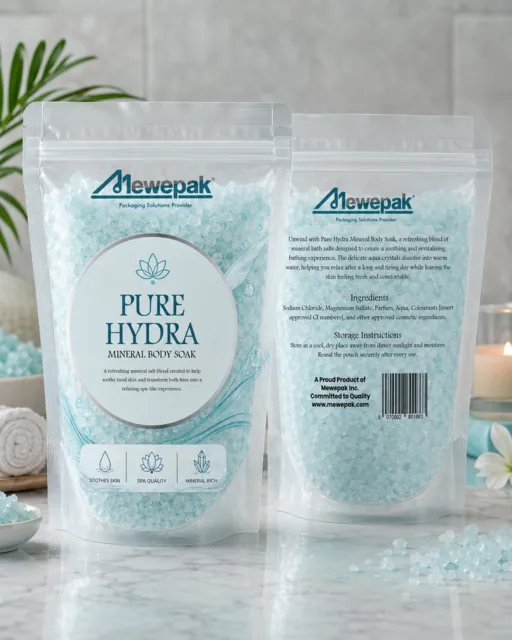 Mewepak
Packaging Solutions Provider
PURE
HYDRA
MINERAL BODY SOAK
A refreshing mineral salt blend created to help
soothe tired skin and transform bath time into a
relaxing spa-like experience.
SOOTHES SKIN
SPA QUALITY
MINERAL RICH
Mewepak
Packaging Solutions Provider
Unwind with Pure Hydra Mineral Body Soak, a refreshing blend of
mineral bath salts designed to create a soothing and revitalizing
bathing experience. The delicate aqua crystals dissolve into warm
water, helping you relax after a long and tiring day while leaving the
skin feeling fresh and comfortable.
Ingredients
Sodium Chloride, Magnesium Sulfate, Parfum, Aqua, Colourants [insert
approved CI numbers], and other approved cosmetic ingredients.
Storage Instructions
Store in a cool, dry place away from direct sunlight and moisture.
Reseal the pouch securely after every use.
A Proud Product of
Mewepak Inc.
Committed to Quality
www.mewepak.com